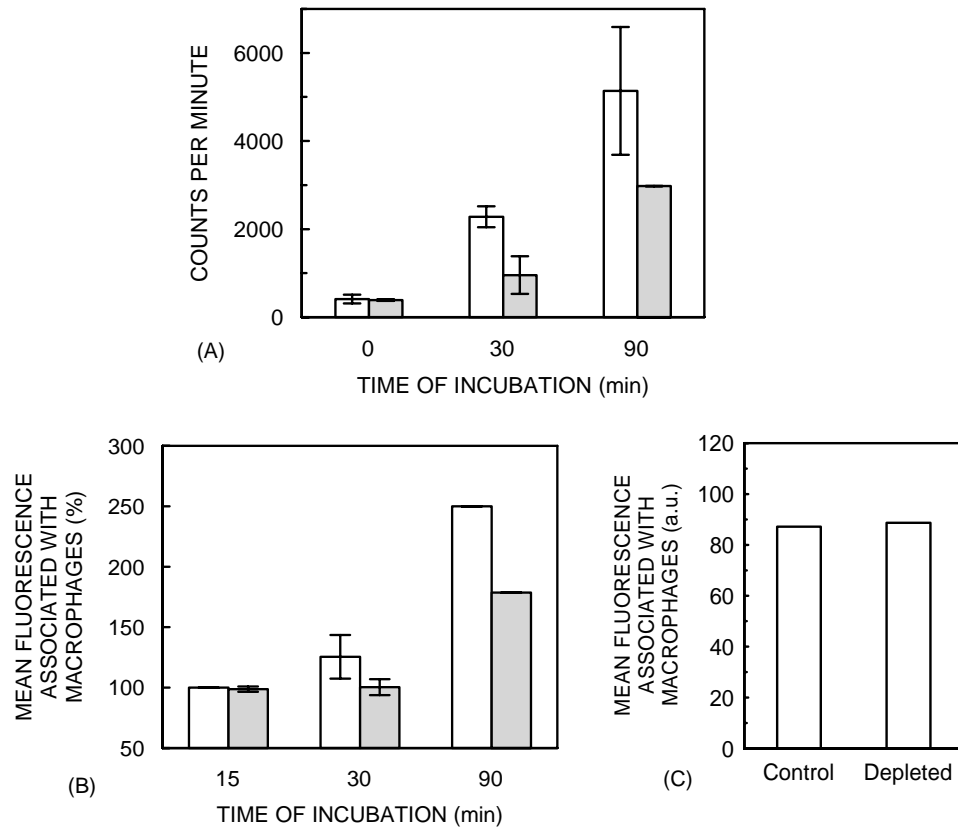 COUNTS PER MINUTE
6000
4000
2000
0
0 30 90
(A)
TIME OF INCUBATION (min)
MEAN FLUORESCENCE
ASSOCIATED WITH
MACROPHAGES (%)
300
250
200
150
100
50
15 30 90
(B)
TIME OF INCUBATION (min)
MEAN FLUORESCENCE
ASSOCIATED WITH
MACROPHAGES (a.u.)
120
100
80
60
40
20
0
(C)
Control Depleted